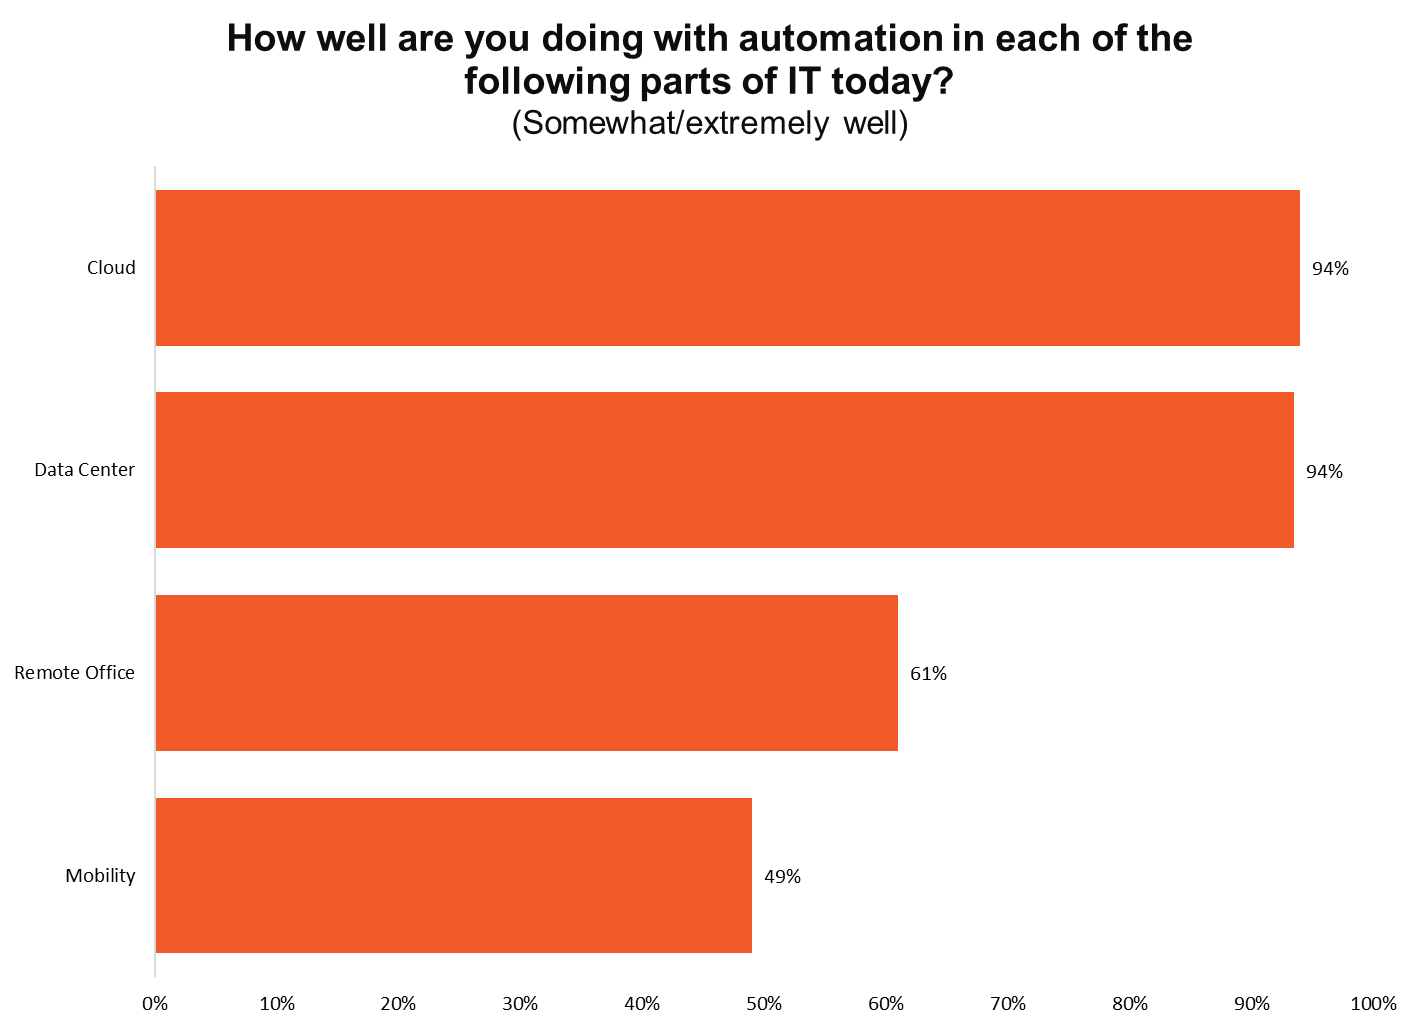 How well are you doing with automation in each of the
following parts of IT today?
(Somewhat/extremely well)
Cloud
94%
Data Center
94%
Remote Office
61%
Mobility
49%
0%
10%
20%
30%
40%
50%
60%
70%
80%
90%
100%